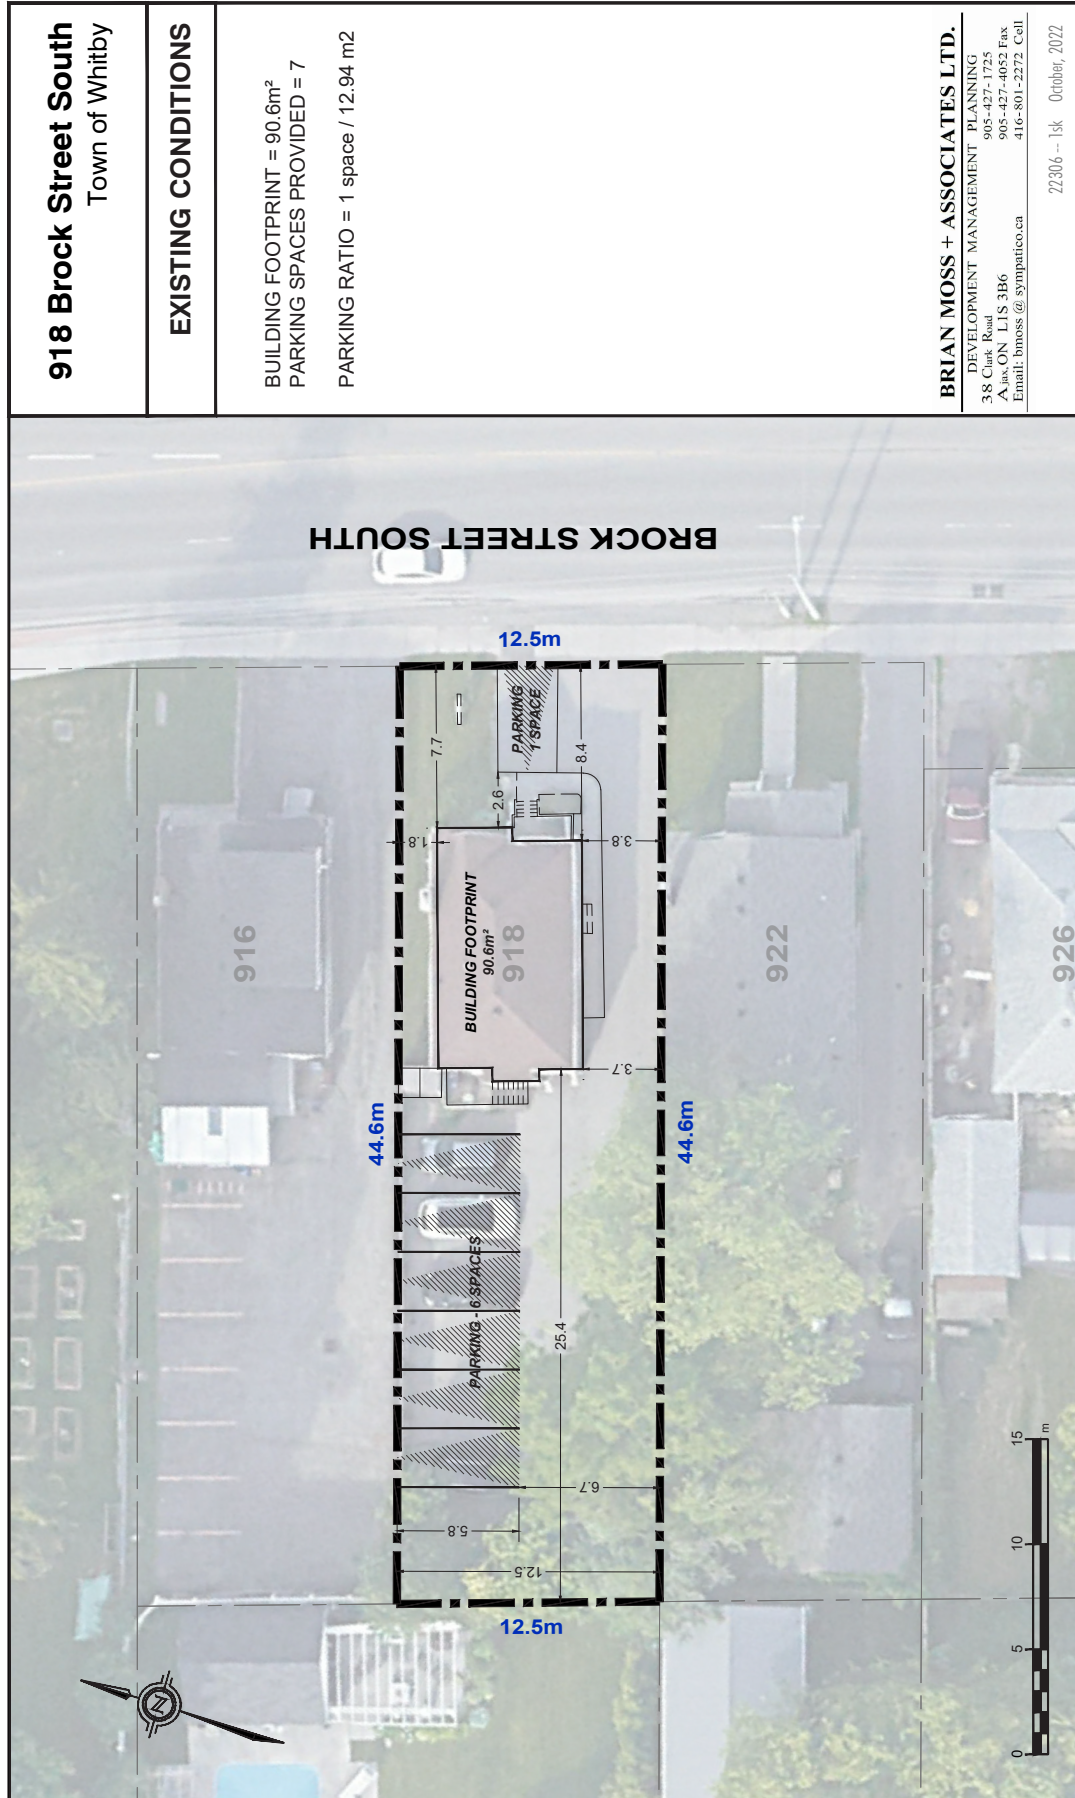 918 Brock Street South
Town of Whitby
EXISTING CONDITIONS
BUILDING FOOTPRINT = 90.6m²
PARKING SPACES PROVIDED = 7
PARKING RATIO = 1 space / 12.94 m2
BRIAN MOSS + ASSOCIATES LTD.
DEVELOPMENT MANAGEMENT PLANNING
38 Clark Road 905-427-1725
Ajax, ON L1S 3B6 905-427-4052 Fax
Email: bmoss @ sympatico.ca 416-801-2272 Cell
22306 -- 1sk October, 2022
BROCK STREET SOUTH
12.5m
PARKING
1 SPACE
7.7
8.4
2.6
1.8
3.8
BUILDING FOOTPRINT
90.6m²
916
918
922
926
3.7
44.6m
44.6m
PARKING - 6 SPACES
25.4
6.7
5.8
12.5
12.5m
N
0 5 10 15 m